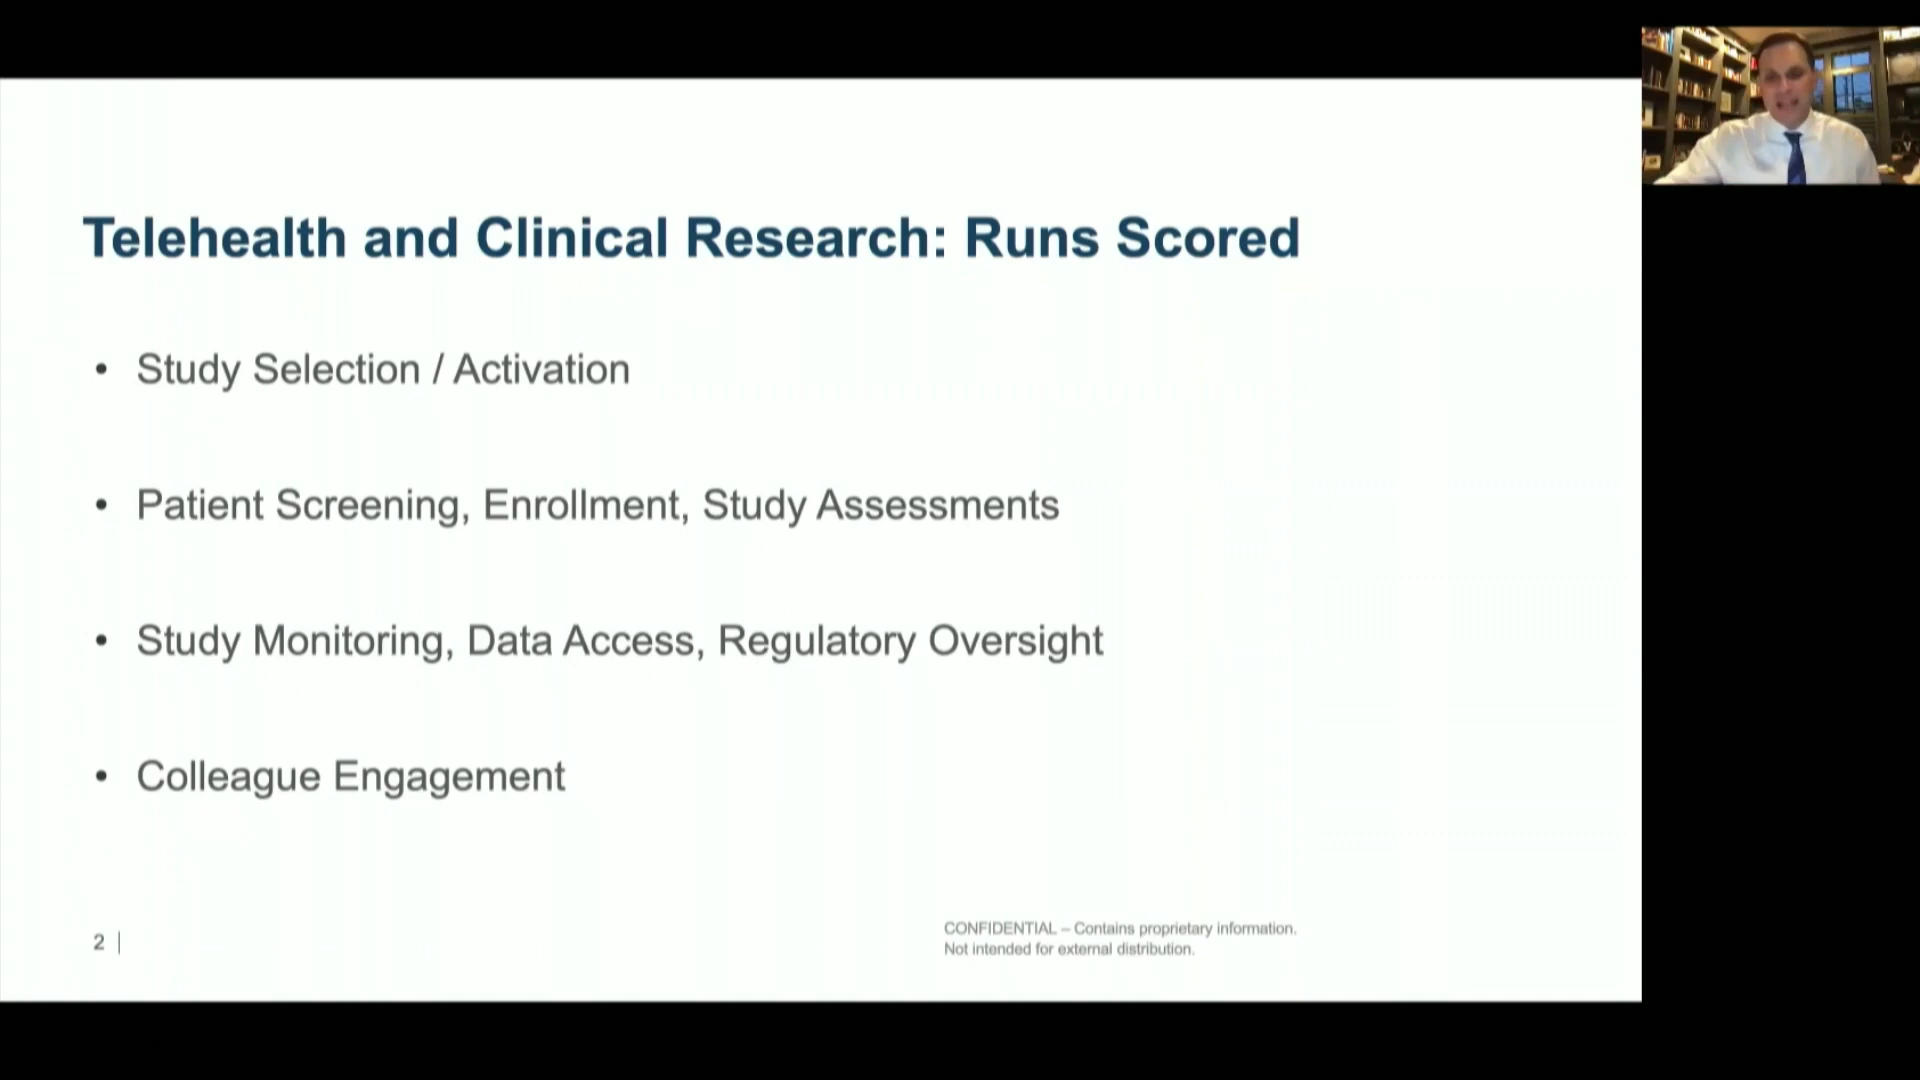 Telehealth and Clinical Research: Runs Scored
• Study Selection / Activation
• Patient Screening, Enrollment, Study Assessments
• Study Monitoring, Data Access, Regulatory Oversight
• Colleague Engagement
2 |
CONFIDENTIAL – Contains proprietary information.
Not intended for external distribution.